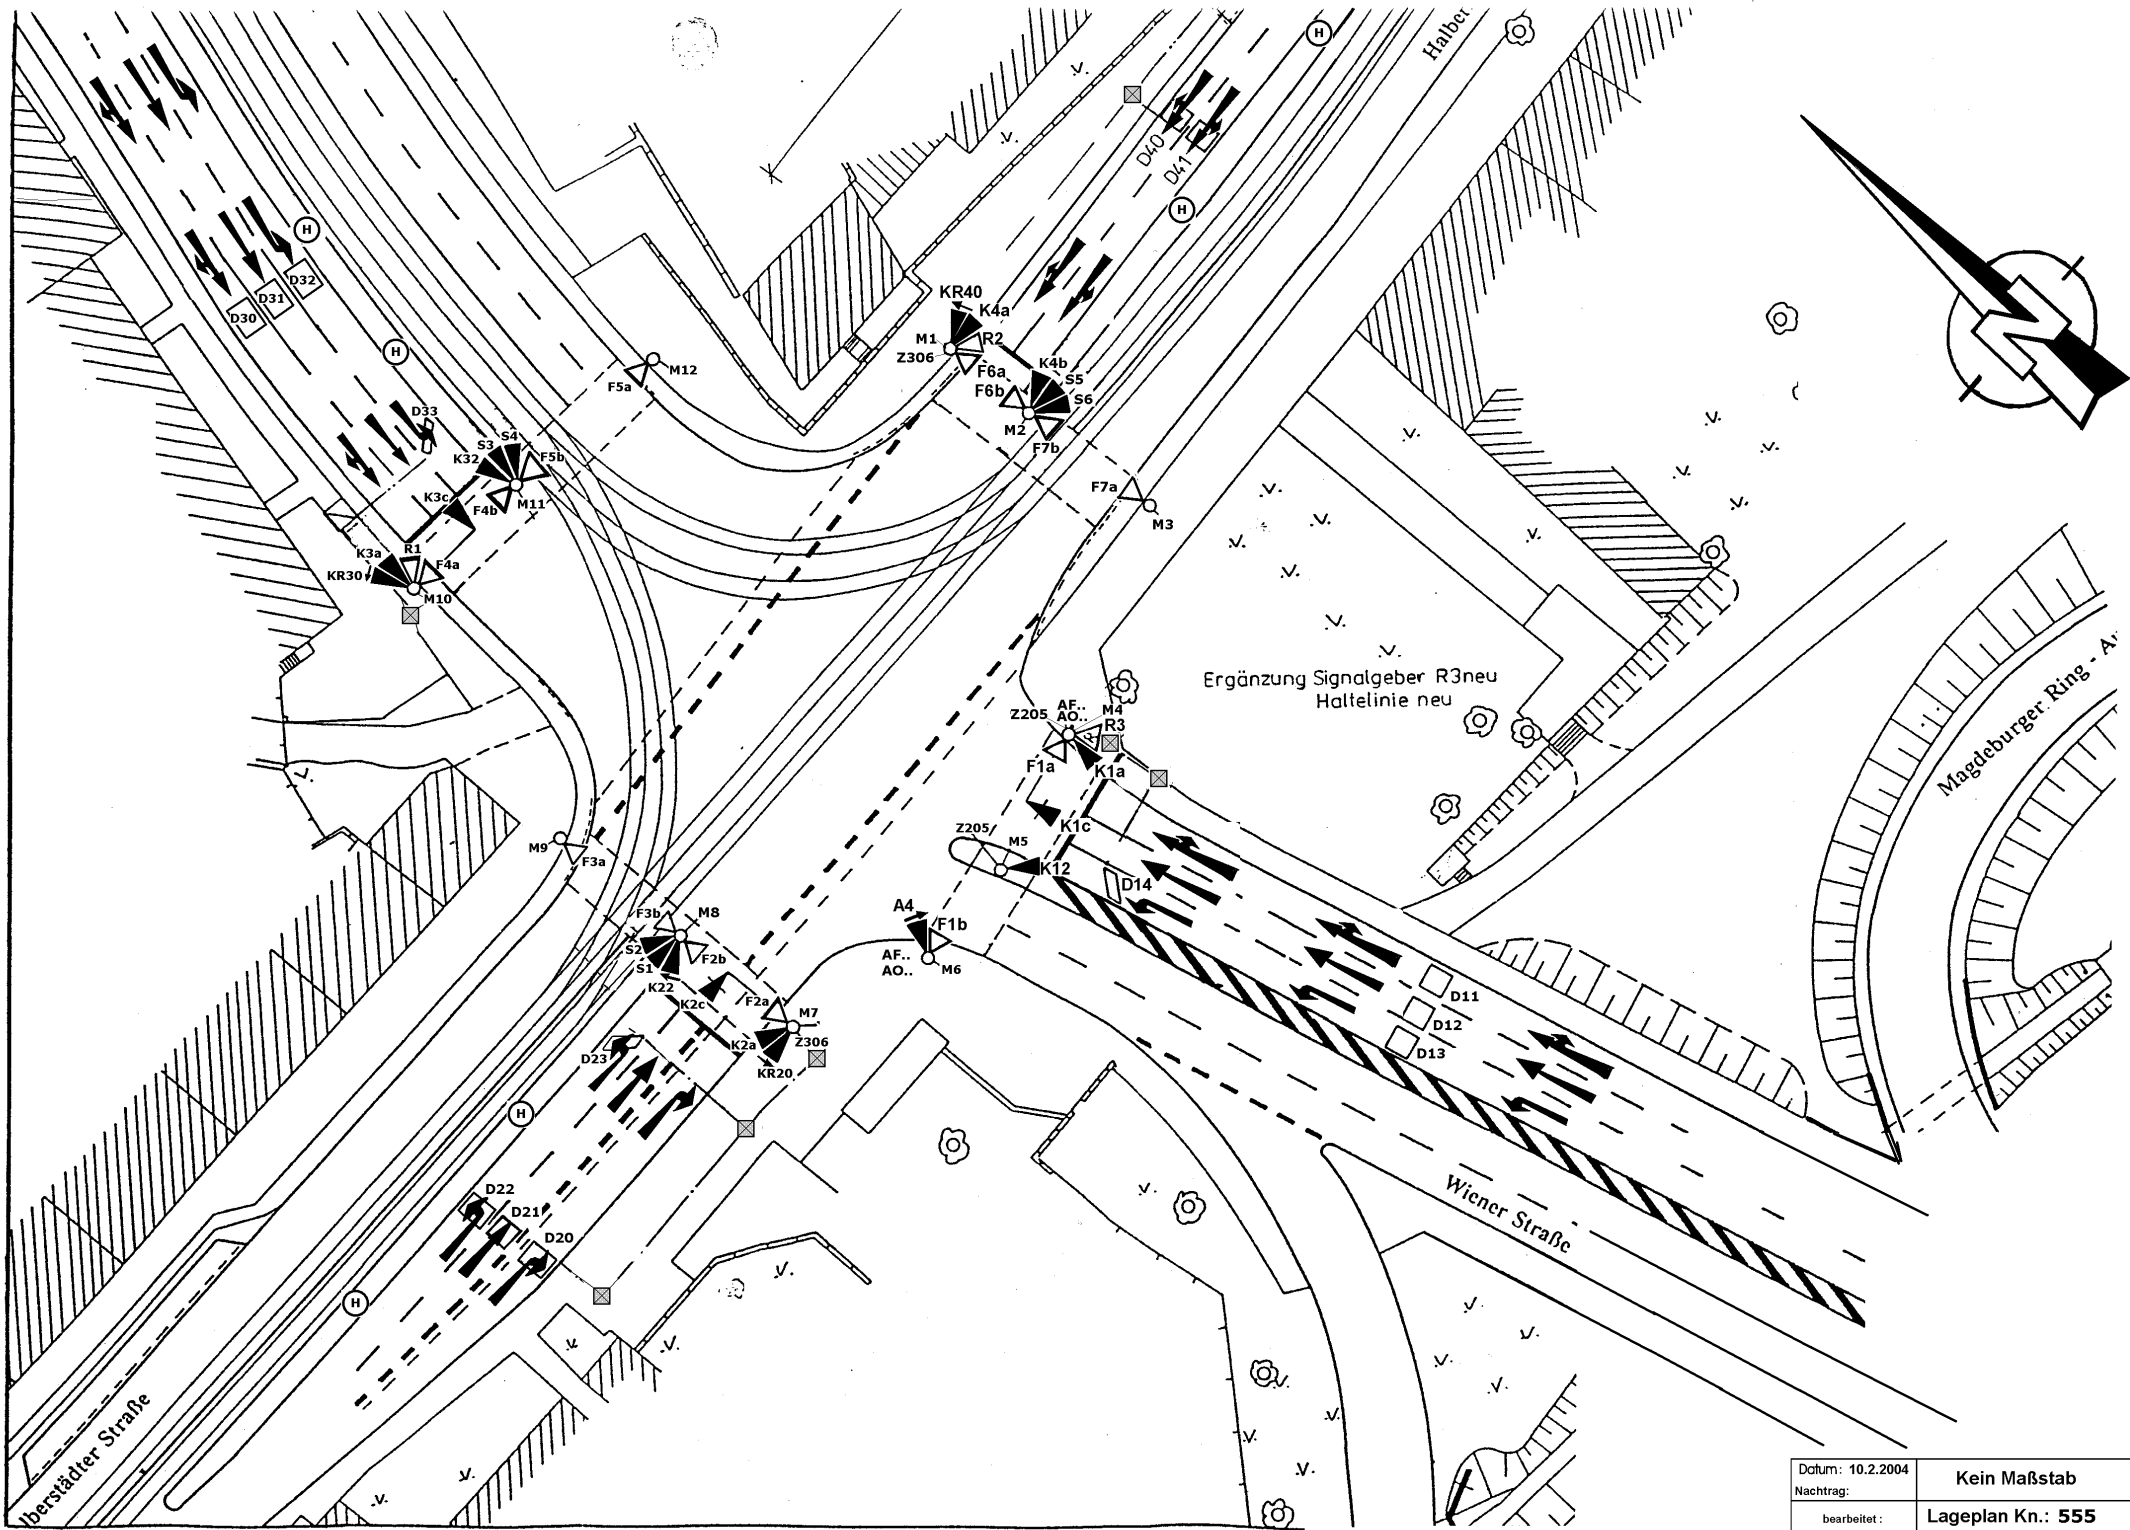 H
Halber
D40
D41
H
H
D32
D31
D30
H
KR40
K4a
M1
R2
Z306
F6a
K4b
S5
F6b
S6
M2
F7b
M12
F5a
D33
S4
S3
K32
F5b
K3c
F4b
M11
F7a
M3
K3a
R1
KR30
F4a
M10
Ergänzung Signalgeber R3neu
Haltelinie neu
Magdeburger Ring - A
AF..
AO..
M4
Z205
R3
F1a
K1a
K1c
Z205
M5
K12
D14
M9
F3a
F3b
M8
A4
F1b
S2
F2b
AF..
AO..
M6
S1
K22
K2c
F2a
M7
K2a
Z306
KR20
D23
D11
D12
D13
H
D22
D21
D20
Wiener Straße
H
lberstädter Straße
Datum: 10.2.2004
Nachtrag:
Kein Maßstab
bearbeitet :
Lageplan Kn.: 555